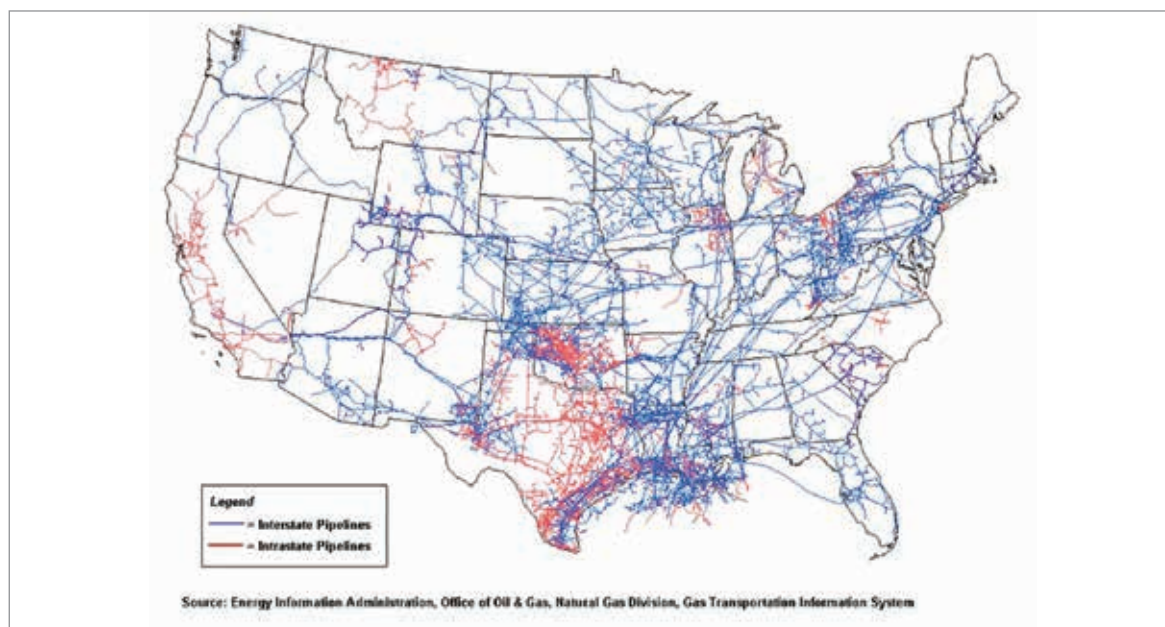 Legend
= Interstate Pipelines
= Intrastate Pipelines
Source: Energy Information Administration, Office of Oil & Gas, Natural Gas Division, Gas Transportation Information System